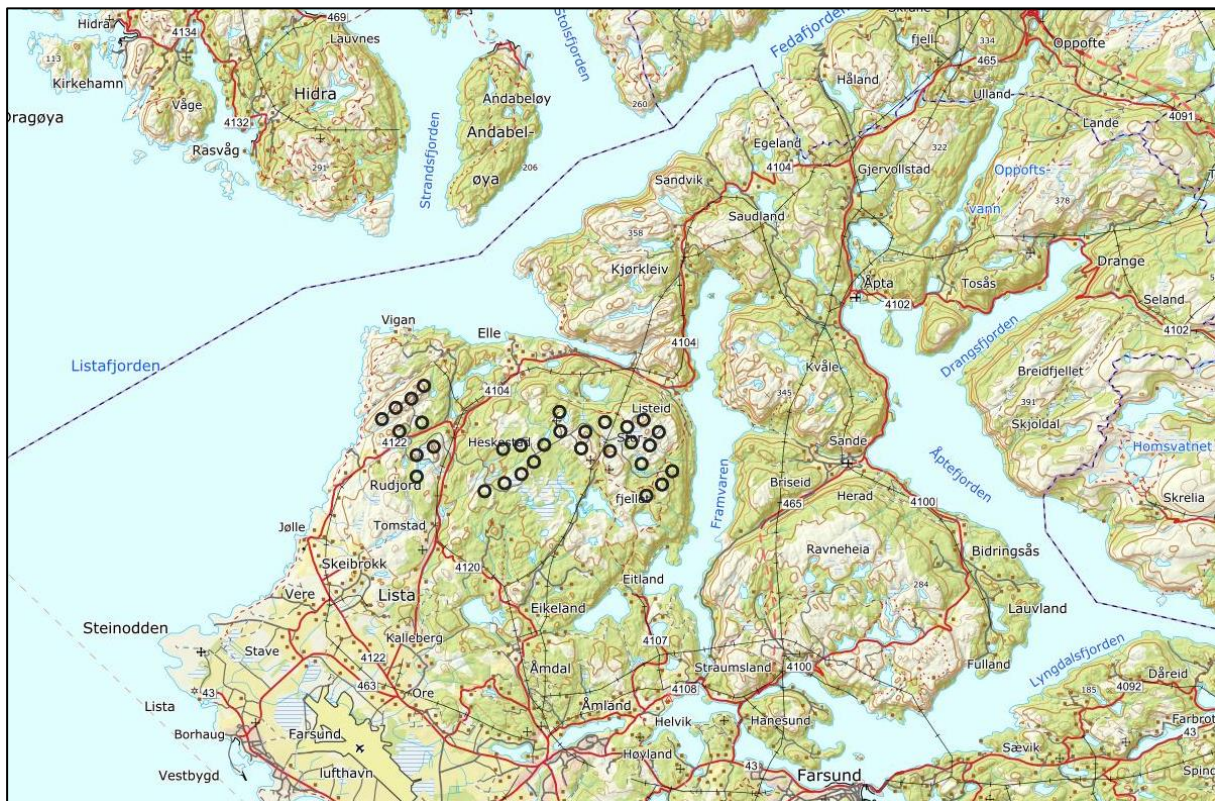 Hidra
4134
469
Lauvnes
Stolsfjorden
Fedafjorden
fjell
334
Oppofte
465
113
Kirkehamn
Våge
Hidra
Dragøya
4132
Rasvåg
291
Strandsfjorden
Andabeløy
Andabel-
øya
206
260
Håland
Ulland
Lande
4091
Egeland
4104
Gjervollstad
322
Oppofts-
vann
378
Sandvik
Saudland
358
Kjørkleiv
Drange
Åpta
Tosås
4102
Seland
4102
Vigan
Elle
4104
Listafjorden
Drangsfjorden
Breidfjellet
391
Skjoldal
Kvåle
345
4104
Listeid
4122
Heskestad
Stor
Sande
Homsvatnet
Rudjord
fjellet
Framvaren
Briseid
465
Herad
4100
Åptefjorden
Skrelia
Jølle
Tomstad
Ravneheia
Bidringsås
Skeibrokk
4120
Vere
Lista
Eitland
284
Lauvland
Eikeland
Steinodden
Kalleberg
4107
Stave
4122
Åmdal
Straumsland
4100
Fulland
Lyngdalsfjorden
463
Ore
4108
185
4092
Dåreid
43
Lista
Åmland
Helvik
Hanesund
Farbrot
Borhaug
Farsund
lufthavn
Høyland
43
Sævik
43
Vestbygd
Farsund
Spind